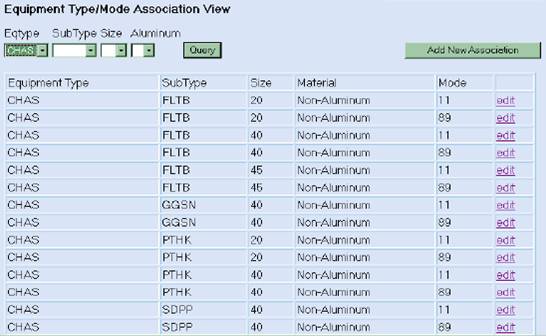 Equipment Type/Mode Association View
Eqtype SubType Size Aluminum
CHAS Query Add New Association
Equipment Type SubType Size Material Mode
CHAS FLTB 20 Non-Aluminum 11 edit
CHAS FLTB 20 Non-Aluminum 89 edit
CHAS FLTB 40 Non-Aluminum 11 edit
CHAS FLTB 40 Non-Aluminum 89 edit
CHAS FLTB 45 Non-Aluminum 11 edit
CHAS FLTB 45 Non-Aluminum 89 edit
CHAS GGSN 40 Non-Aluminum 11 edit
CHAS GGSN 40 Non-Aluminum 89 edit
CHAS PTHK 20 Non-Aluminum 11 edit
CHAS PTHK 20 Non-Aluminum 89 edit
CHAS PTHK 40 Non-Aluminum 11 edit
CHAS PTHK 40 Non-Aluminum 89 edit
CHAS SDPP 40 Non-Aluminum 11 edit
CHAS SDPP 40 Non-Aluminum 89 edit